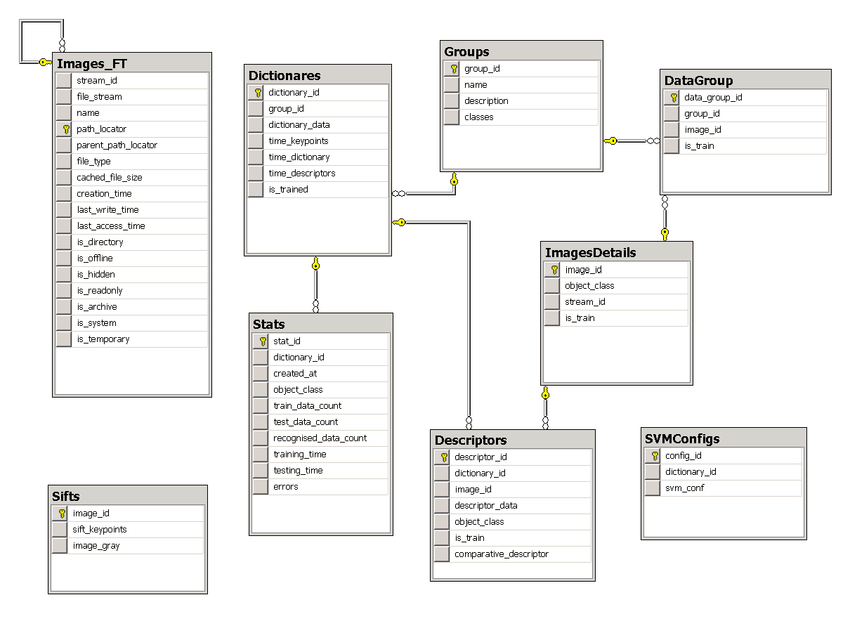 Images_FT
stream_id
file_stream
name
path_locator
parent_path_locator
file_type
cached_file_size
creation_time
last_write_time
last_access_time
is_directory
is_offline
is_hidden
is_readonly
is_archive
is_system
is_temporary
Dictionares
dictionary_id
group_id
dictionary_data
time_keypoints
time_dictionary
time_descriptors
is_trained
Groups
group_id
name
description
classes
DataGroup
data_group_id
group_id
image_id
is_train
ImagesDetails
image_id
object_class
stream_id
is_train
Stats
stat_id
dictionary_id
created_at
object_class
train_data_count
test_data_count
recognised_data_count
training_time
testing_time
errors
Descriptors
descriptor_id
dictionary_id
image_id
descriptor_data
object_class
is_train
comparative_descriptor
SVMConfigs
config_id
dictionary_id
svm_conf
Sifts
image_id
sift_keypoints
image_gray